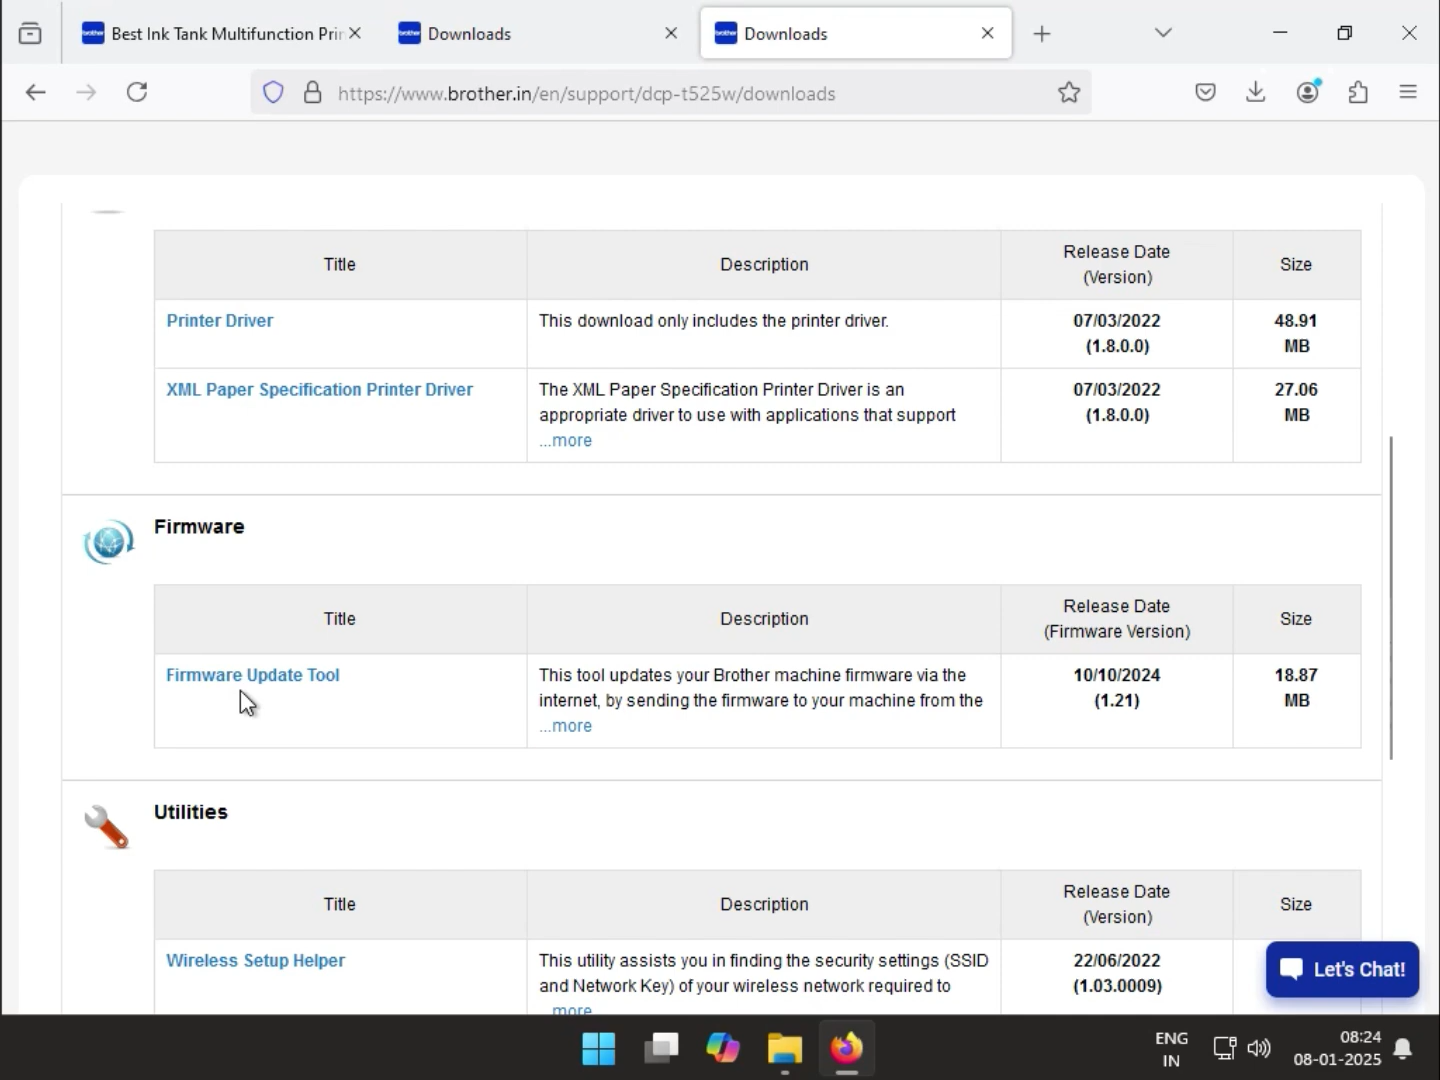 Best Ink Tank Multifunction Prin
Downloads
Downloads
https://www.brother.in/en/support/dcp-t525w/downloads
Title
Description
Release Date
(Version)
Size
Printer Driver
This download only includes the printer driver.
07/03/2022
(1.8.0.0)
48.91
MB
XML Paper Specification Printer Driver
The XML Paper Specification Printer Driver is an
appropriate driver to use with applications that support
...more
07/03/2022
(1.8.0.0)
27.06
MB
Firmware
Title
Description
Release Date
(Firmware Version)
Size
Firmware Update Tool
This tool updates your Brother machine firmware via the
internet, by sending the firmware to your machine from the
...more
10/10/2024
(1.21)
18.87
MB
Utilities
Title
Description
Release Date
(Version)
Size
Wireless Setup Helper
This utility assists you in finding the security settings (SSID
and Network Key) of your wireless network required to
...more
22/06/2022
(1.03.0009)
Let's Chat!
ENG
IN
08:24
08-01-2025